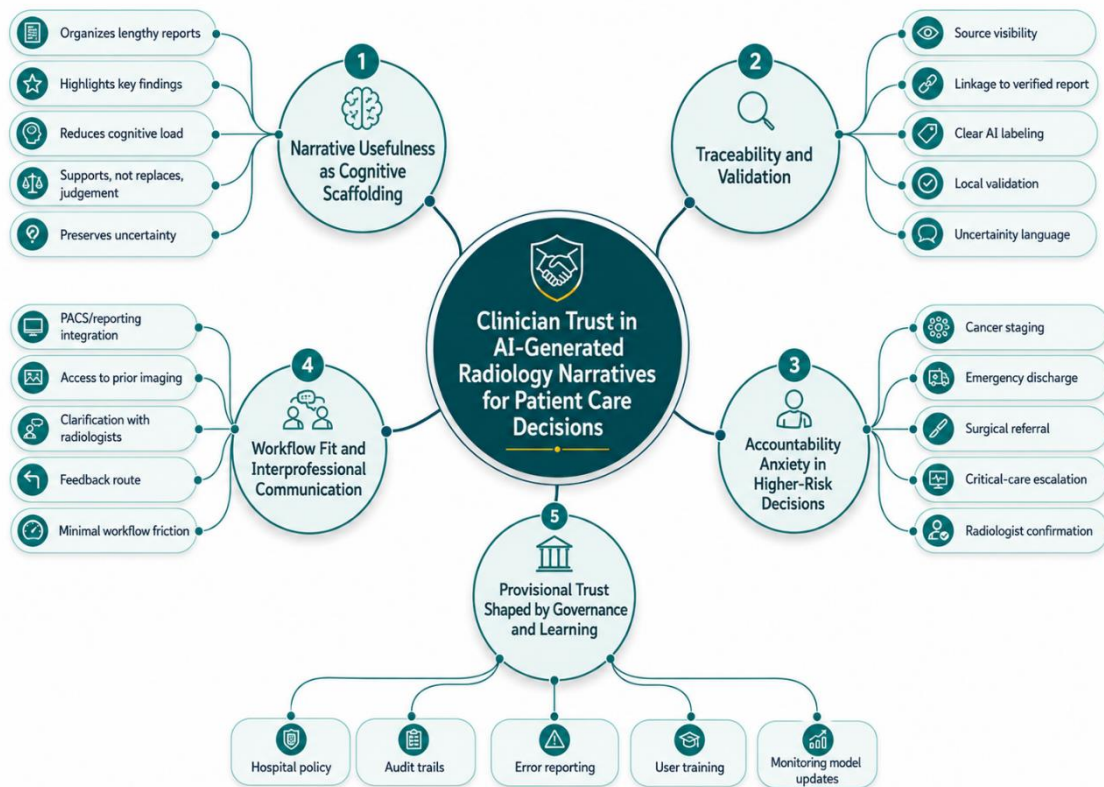 1
Narrative Usefulness
as Cognitive
Scaffolding
Organizes lengthy reports
Highlights key findings
Reduces cognitive load
Supports, not replaces,
judgement
Preserves uncertainty
2
Traceability and
Validation
Source visibility
Linkage to verified report
Clear AI labeling
Local validation
Uncertainity language
Clinician Trust in
AI-Generated
Radiology Narratives
for Patient Care
Decisions
3
Accountability
Anxiety in
Higher-Risk
Decisions
Cancer staging
Emergency discharge
Surgical referral
Critical-care escalation
Radiologist confirmation
4
Workflow Fit and
Interprofessional
Communication
PACS/reporting
integration
Access to prior imaging
Clarification with
radiologists
Feedback route
Minimal workflow friction
5
Provisional Trust
Shaped by Governance
and Learning
Hospital policy
Audit trails
Error reporting
User training
Monitoring model
updates